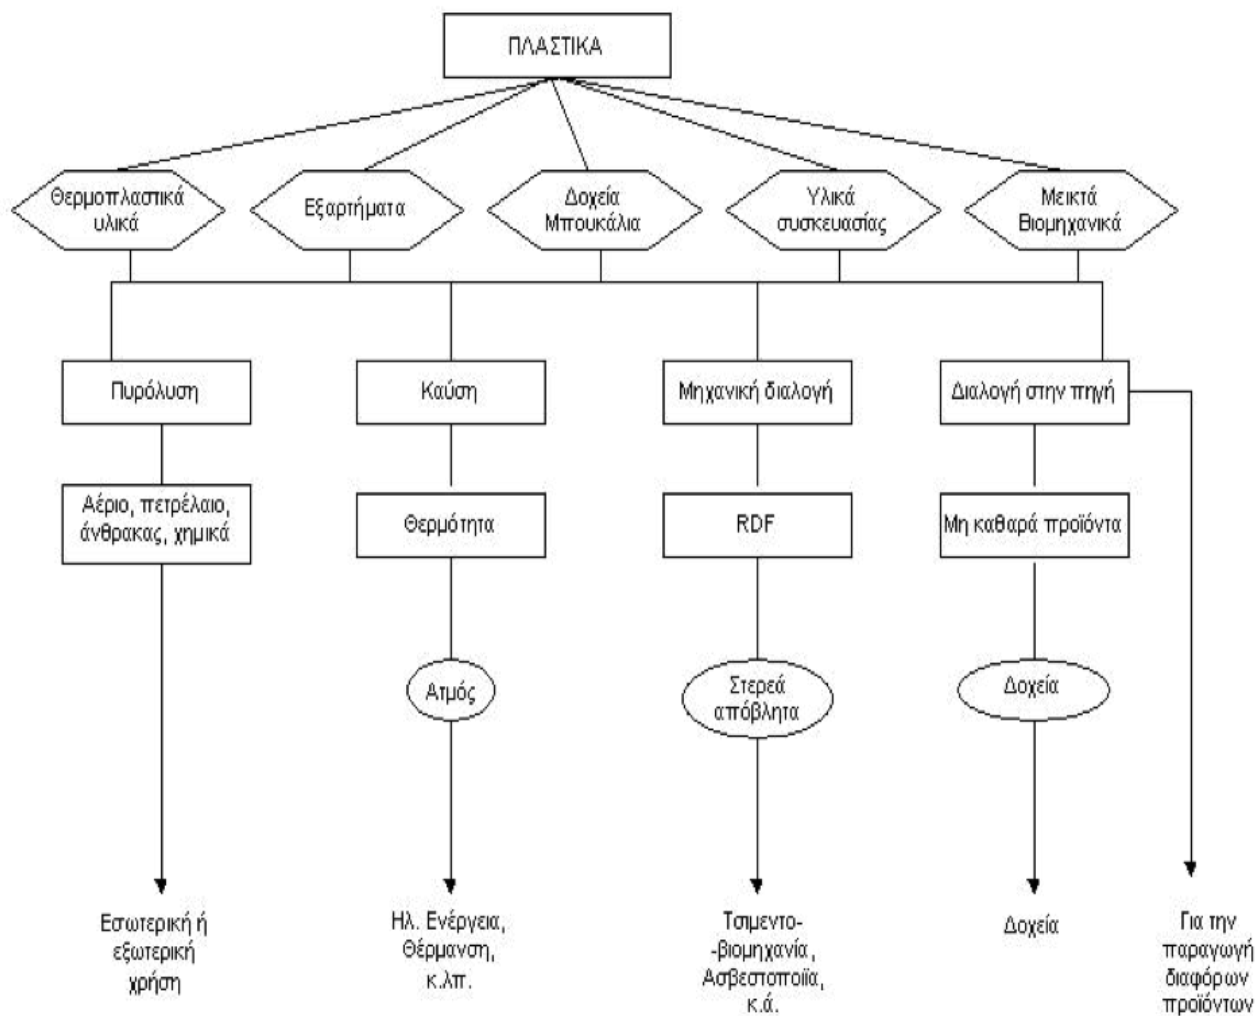 ΠΛΑΣΤΙΚΑ
Θερμοπλαστικά
υλικά
Εξαρτήματα
Δοχεία
Μπουκάλια
Υλικά
συσκευασίας
Μεικτά
Βιομηχανικά
Πυρόλυση
Καύση
Μηχανική διαλογή
Διαλογή στην πηγή
Αέριο, πετρέλαιο,
άνθρακας, χημικά
Θερμότητα
RDF
Μη καθαρά προϊόντα
Ατμός
Στερεά
απόβλητα
Δοχεία
Εσωτερική ή
εξωτερική
χρήση
Ηλ. Ενέργεια,
Θέρμανση,
κ.λπ.
Τσιμεντο-
-βιομηχανία,
Ασβεστοποιϊα,
κ.ά.
Δοχεία
Για την
παραγωγή
διαφόρων
προϊόντων